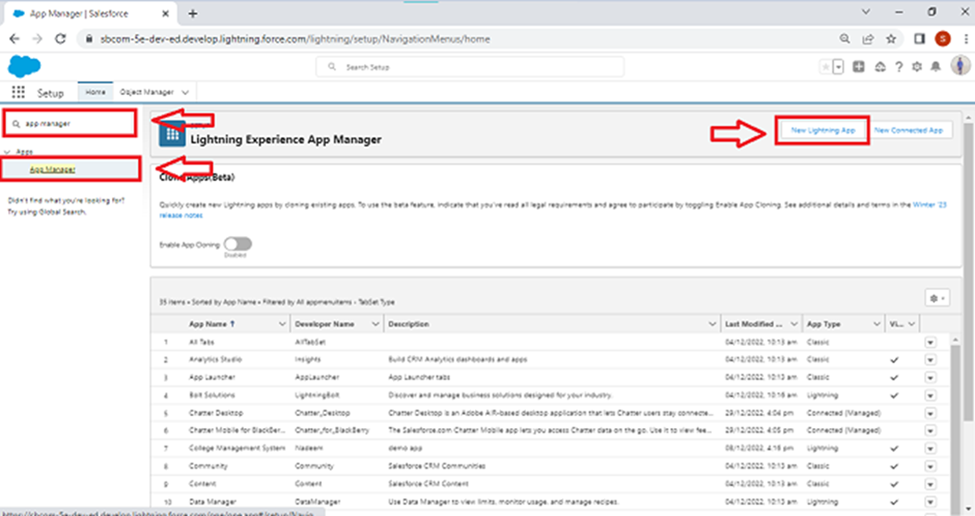 App Manager | Salesforce
sbcom-5e-dev-ed.develop.lightning.force.com/lightning/setup/NavigationMenus/home
S
Search Setup
Setup
Home
Object Manager
app manager
Apps
App Manager
Didn't find what you're looking for?
Try using Global Search.
Lightning Experience App Manager
New Lightning App
New Connected App
Clone Apps(Beta)
Quickly create new Lightning apps by cloning existing apps. To use the beta feature, indicate that you've read all legal requirements and agree to participate by toggling Enable App Cloning. See additional details and terms in the Winter '23
release notes
Enable App Cloning
Disabled
35 items • Sorted by App Name • Filtered by All appmenuitems - TabSet Type
App Name Developer Name Description Last Modified ... App Type Vi...
1 All Tabs AllTabSet 04/12/2022, 10:13 am Classic
2 Analytics Studio Insights Build CRM Analytics dashboards and apps 04/12/2022, 10:13 am Classic
3 App Launcher AppLauncher App Launcher tabs 04/12/2022, 10:13 am Classic
4 Bolt Solutions LightningBolt Discover and manage business solutions designed for your industry. 04/12/2022, 10:16 am Lightning
5 Chatter Desktop Chatter_Desktop Chatter Desktop is an Adobe AIR-based desktop application that lets Chatter users stay connecte... 28/12/2022, 4:04 pm Connected (Managed)
6 Chatter Mobile for BlackBer... Chatter_for_BlackBerry The Salesforce.com Chatter Mobile app lets you access Chatter data on the go. Use it to view fee... 28/12/2022, 4:05 pm Connected (Managed)
7 College Management System Nadeem demo app 08/12/2022, 4:16 pm Lightning
8 Community Community Salesforce CRM Communities 04/12/2022, 10:13 am Classic
9 Content Content Salesforce CRM Content 04/12/2022, 10:13 am Classic
10 Data Manager DataManager Use Data Manager to view limits, monitor usage, and manage recipes. 04/12/2022, 10:13 am Lightning